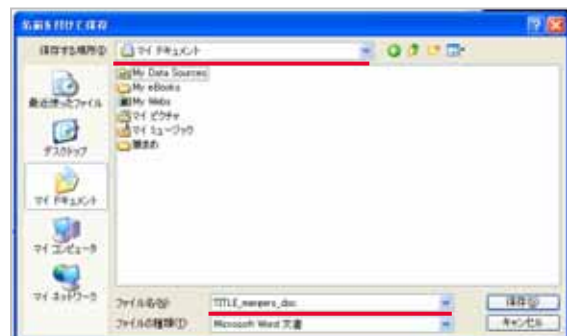 名前を付けて保存
保存する場所(I):
マイ ドキュメント
My Data Sources
My eBooks
My Webs
マイ ピクチャ
マイ ミュージック
最近使ったファイル
デスクトップ
マイ ドキュメント
マイ コンピュータ
マイ ネットワーク
ファイル名(N):
保存(S)
ファイルの種類(T):
Microsoft Word 文書
キャンセル